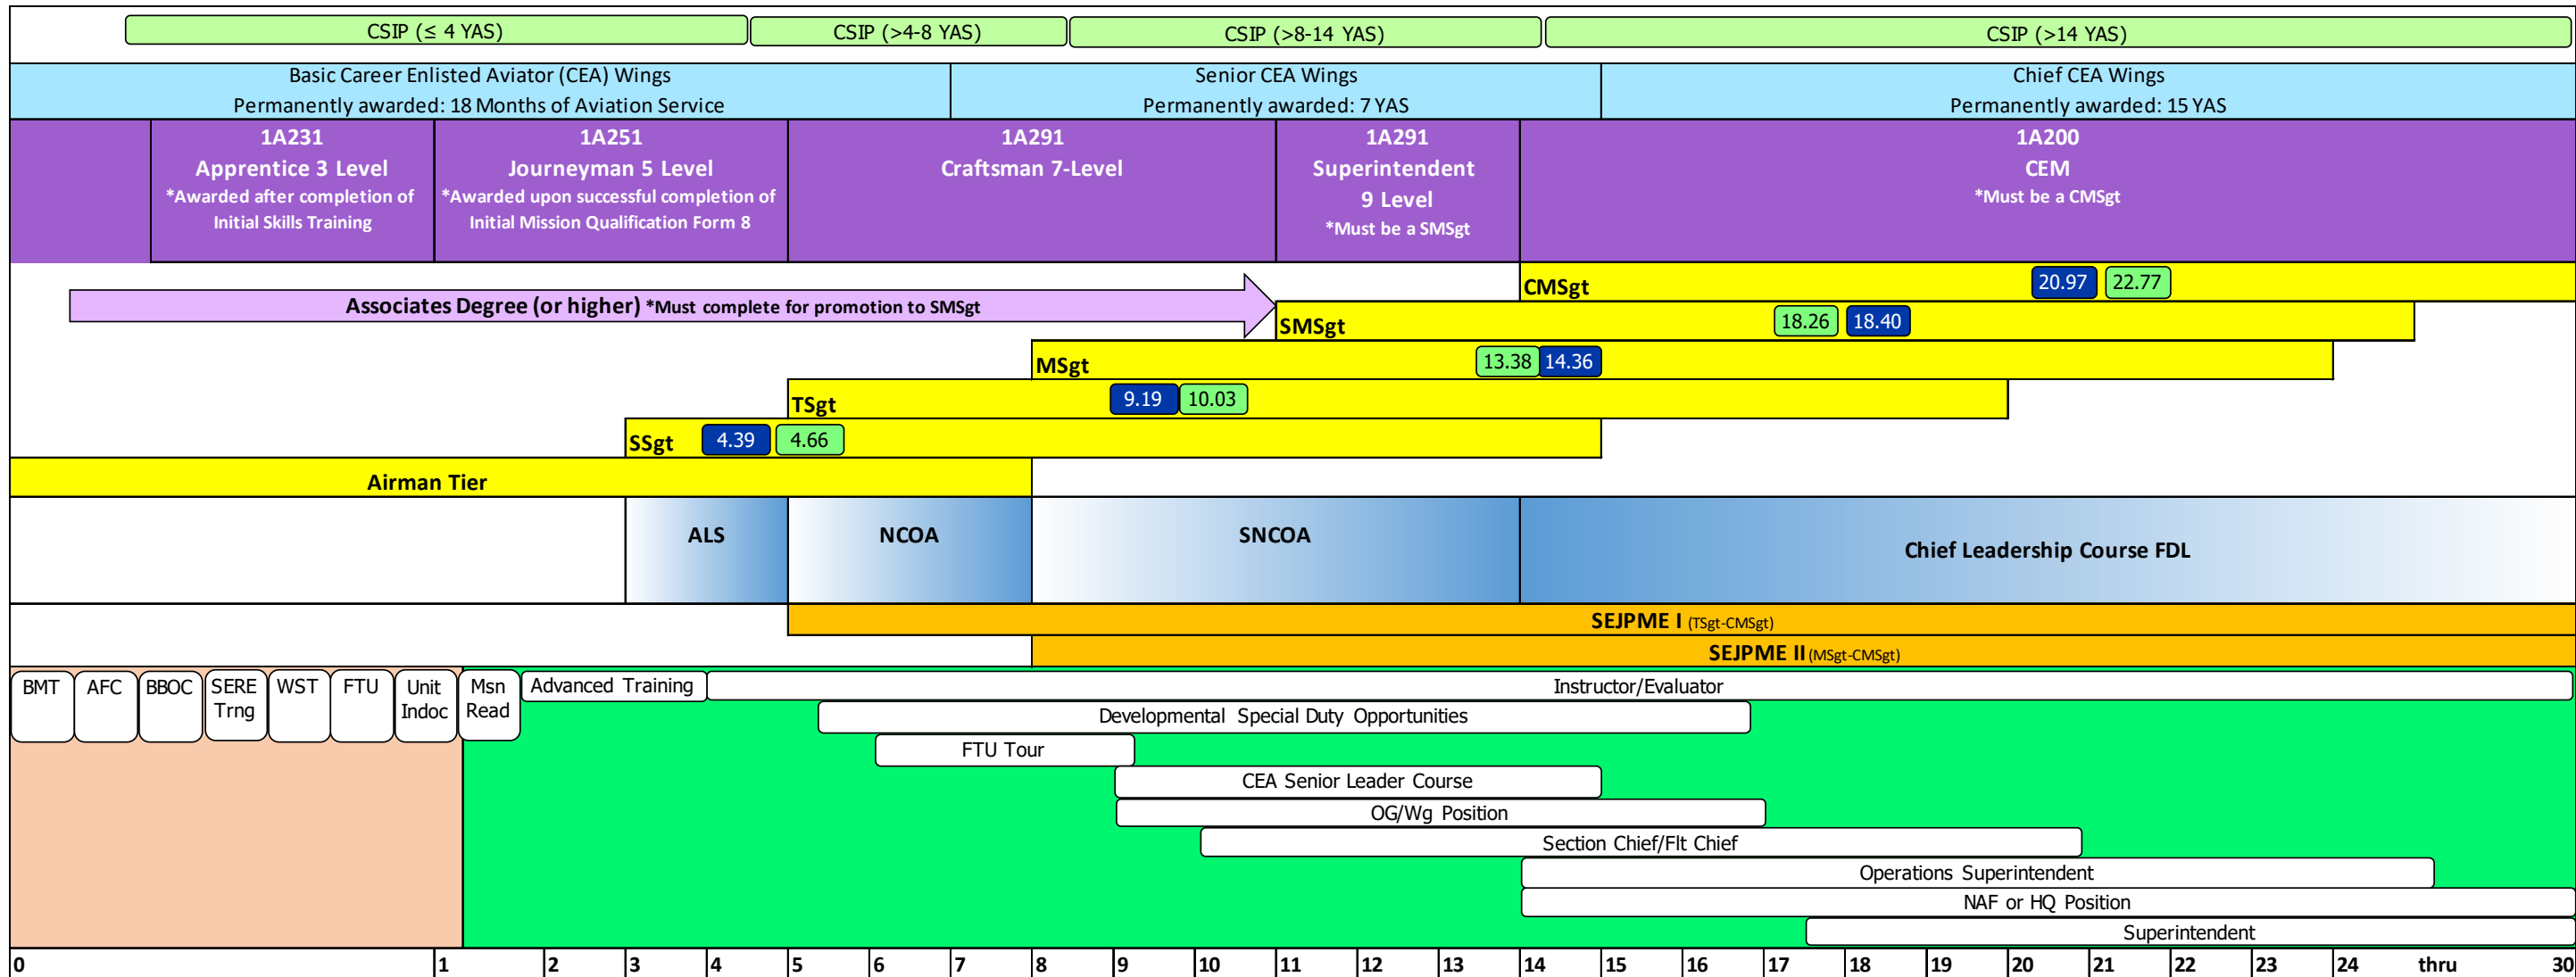 CSIP (≤ 4 YAS)
CSIP (>4-8 YAS)
CSIP (>8-14 YAS)
CSIP (>14 YAS)
Basic Career Enlisted Aviator (CEA) Wings
Permanently awarded: 18 Months of Aviation Service
Senior CEA Wings
Permanently awarded: 7 YAS
Chief CEA Wings
Permanently awarded: 15 YAS
1A231
Apprentice 3 Level
*Awarded after completion of
Initial Skills Training
1A251
Journeyman 5 Level
*Awarded upon successful completion of
Initial Mission Qualification Form 8
1A291
Craftsman 7-Level
1A291
Superintendent
9 Level
*Must be a SMSgt
1A200
CEM
*Must be a CMSgt
CMSgt 20.97 22.77
Associates Degree (or higher) *Must complete for promotion to SMSgt
SMSgt 18.26 18.40
MSgt 13.38 14.36
TSgt 9.19 10.03
SSgt 4.39 4.66
Airman Tier
ALS
NCOA
SNCOA
Chief Leadership Course FDL
SEJPME I (TSgt-CMSgt)
SEJPME II (MSgt-CMSgt)
BMT
AFC
BBOC
SERE
Trng
WST
FTU
Unit
Indoc
Msn
Read
Advanced Training
Instructor/Evaluator
Developmental Special Duty Opportunities
FTU Tour
CEA Senior Leader Course
OG/Wg Position
Section Chief/Flt Chief
Operations Superintendent
NAF or HQ Position
Superintendent
0 1 2 3 4 5 6 7 8 9 10 11 12 13 14 15 16 17 18 19 20 21 22 23 24 thru 30